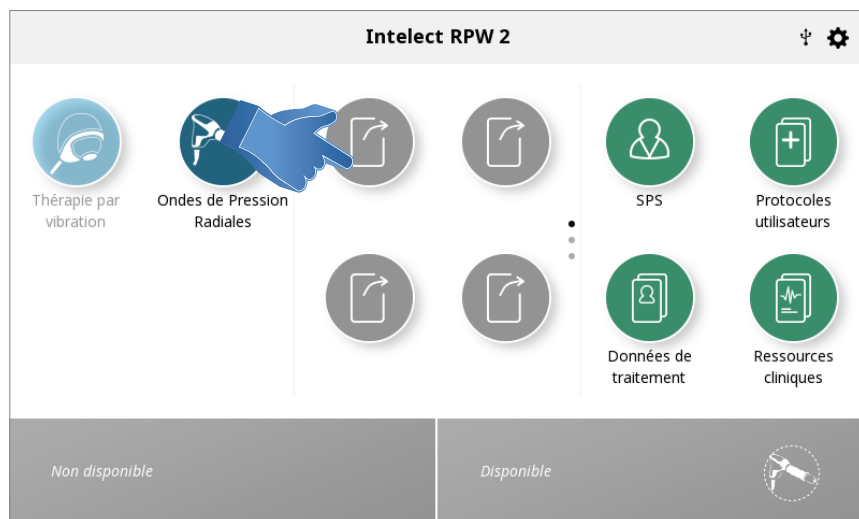 Intelect RPW 2
Thérapie par
vibration
Ondes de Pression
Radiales
SPS
Protocoles
utilisateurs
Données de
traitement
Ressources
cliniques
Non disponible
Disponible